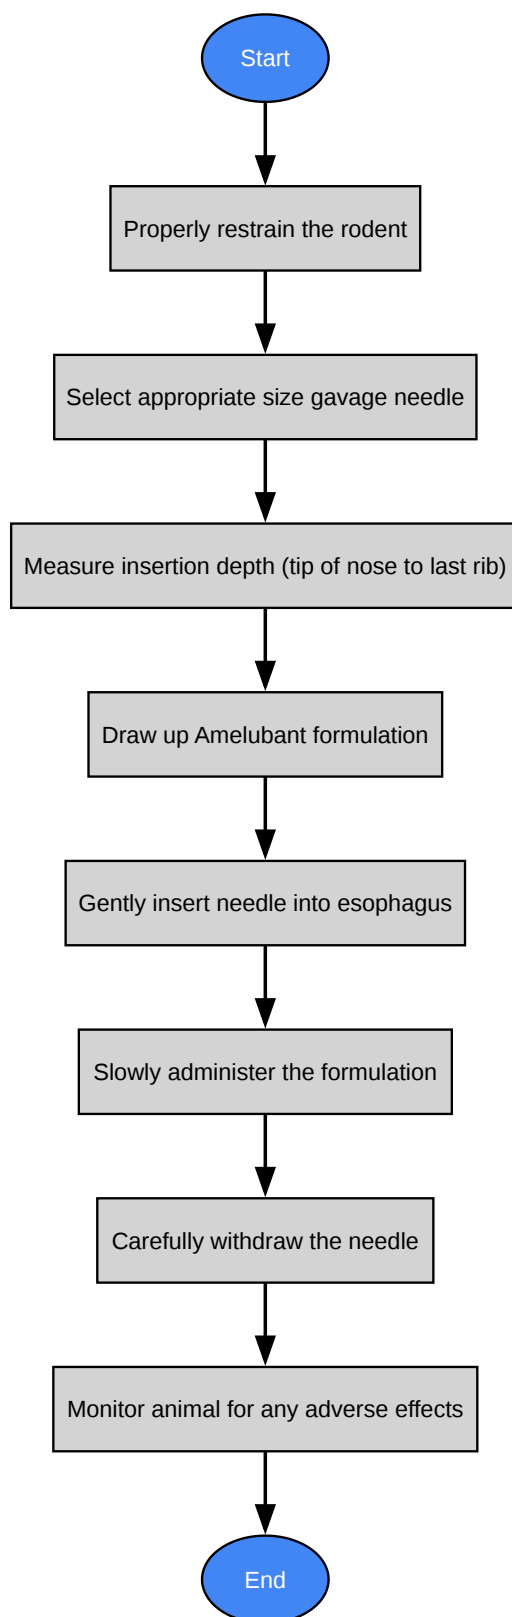 Start
Properly restrain the rodent
Select appropriate size gavage needle
Measure insertion depth (tip of nose to last rib)
Draw up Amelubant formulation
Gently insert needle into esophagus
Slowly administer the formulation
Carefully withdraw the needle
Monitor animal for any adverse effects
End